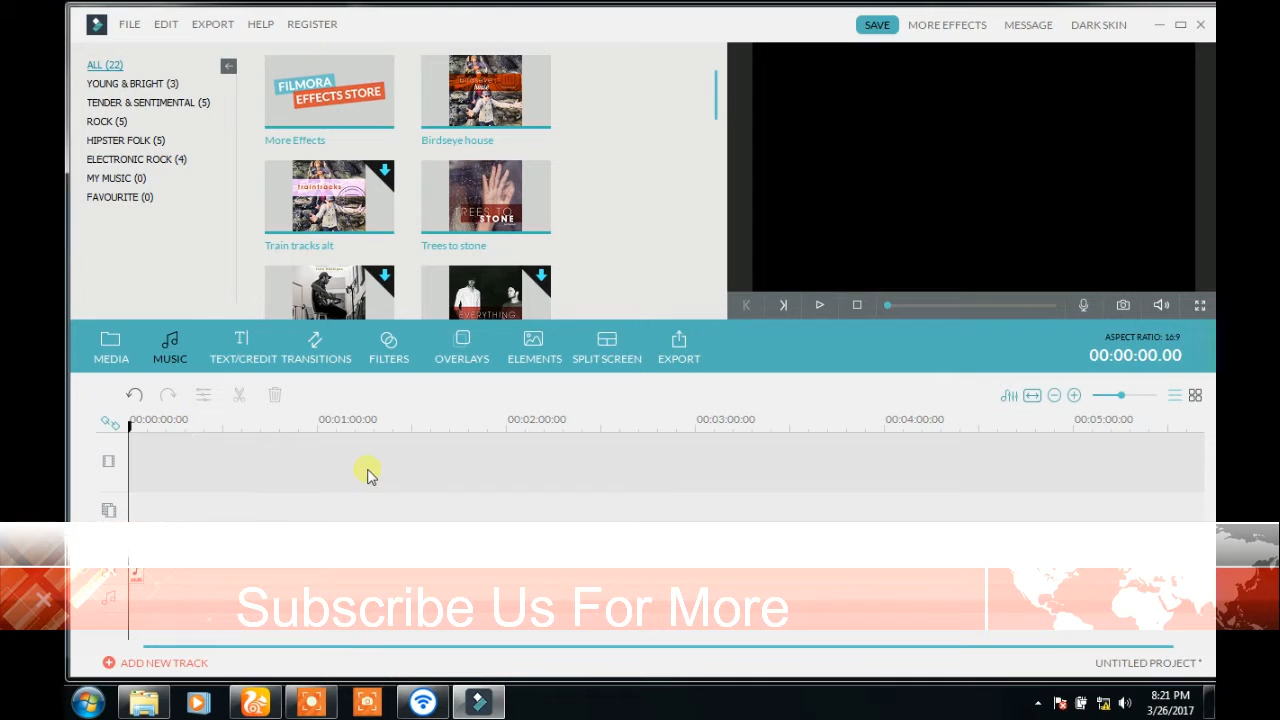 FILE EDIT EXPORT HELP REGISTER
SAVE MORE EFFECTS MESSAGE DARK SKIN
ALL (22)
YOUNG & BRIGHT (3)
TENDER & SENTIMENTAL (5)
ROCK (5)
HIPSTER FOLK (5)
ELECTRONIC ROCK (4)
MY MUSIC (0)
FAVOURITE (0)
FILMORA
EFFECTS STORE
More Effects
birdseye
house
Birdseye house
traintracks
Train tracks alt
TREES TO
STONE
Trees to stone
EVERYTHING
MEDIA MUSIC TEXT/CREDIT TRANSITIONS FILTERS OVERLAYS ELEMENTS SPLIT SCREEN EXPORT
ASPECT RATIO: 16:9
00:00:00.00
00:00:00:00 00:01:00:00 00:02:00:00 00:03:00:00 00:04:00:00 00:05:00:00
Subscribe Us For More
ADD NEW TRACK
UNTITLED PROJECT *
8:21 PM
3/26/2017